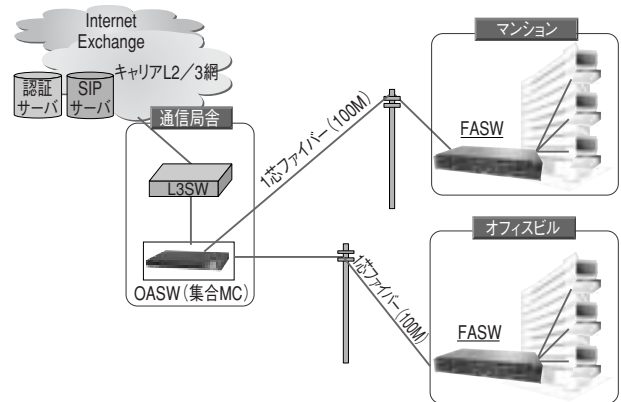 Internet
Exchange
キャリアL2／3網
認証
サーバ
SIP
サーバ
通信局舎
L3SW
OASW（集合MC）
1芯ファイバー（100M）
マンション
FASW
1芯ファイバー（100M）
オフィスビル
FASW